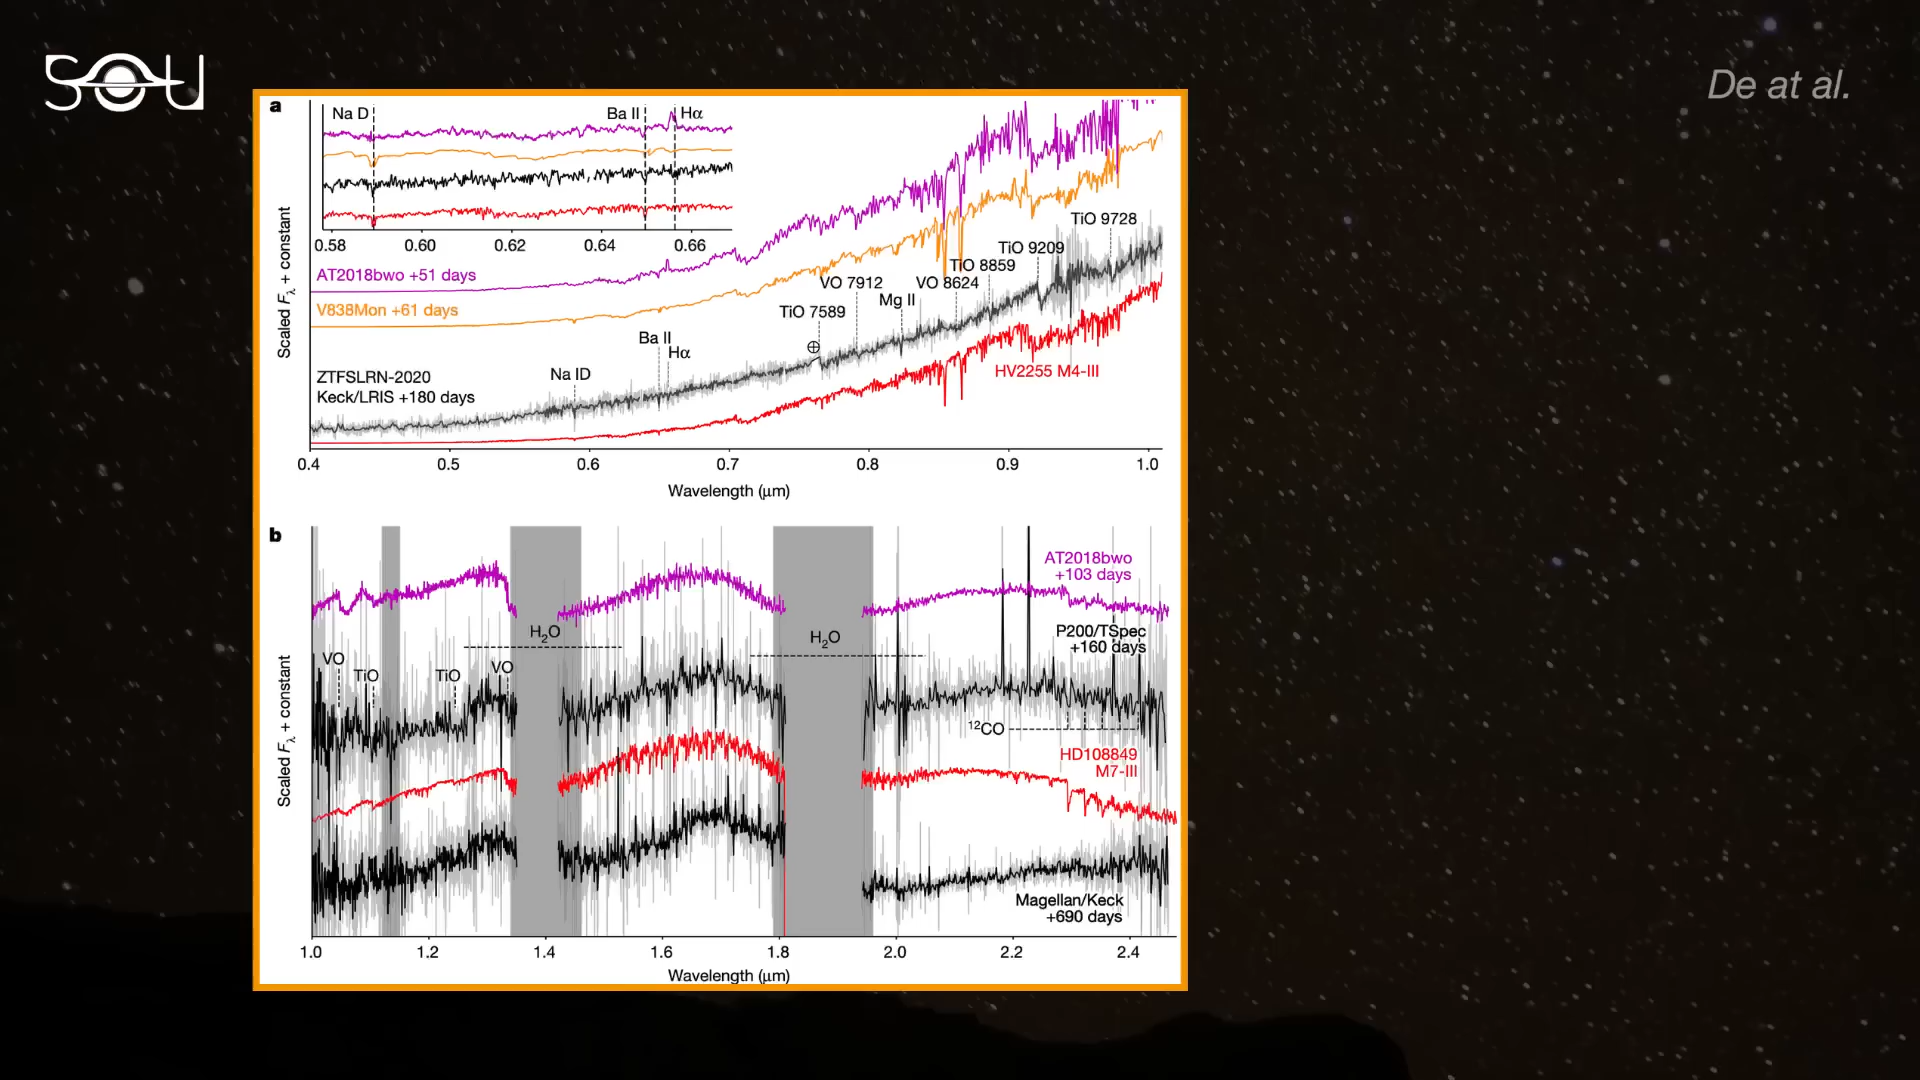 SOU
De at al.
a
Na D
Ba II
Hα
0.58
0.60
0.62
0.64
0.66
AT2018bwo +51 days
V838Mon +61 days
ZTFSLRN-2020
Keck/LRIS +180 days
Na ID
Ba II
Hα
TiO 7589
⊕
VO 7912
Mg II
VO 8624
TiO 8859
TiO 9209
TiO 9728
HV2255 M4-III
Scaled Fλ + constant
0.4
0.5
0.6
0.7
0.8
0.9
1.0
Wavelength (μm)
b
AT2018bwo
+103 days
H₂O
H₂O
P200/TSpec
+160 days
VO
TiO
TiO
VO
¹²CO
HD108849
M7-III
Magellan/Keck
+690 days
Scaled Fλ + constant
1.0
1.2
1.4
1.6
1.8
2.0
2.2
2.4
Wavelength (μm)